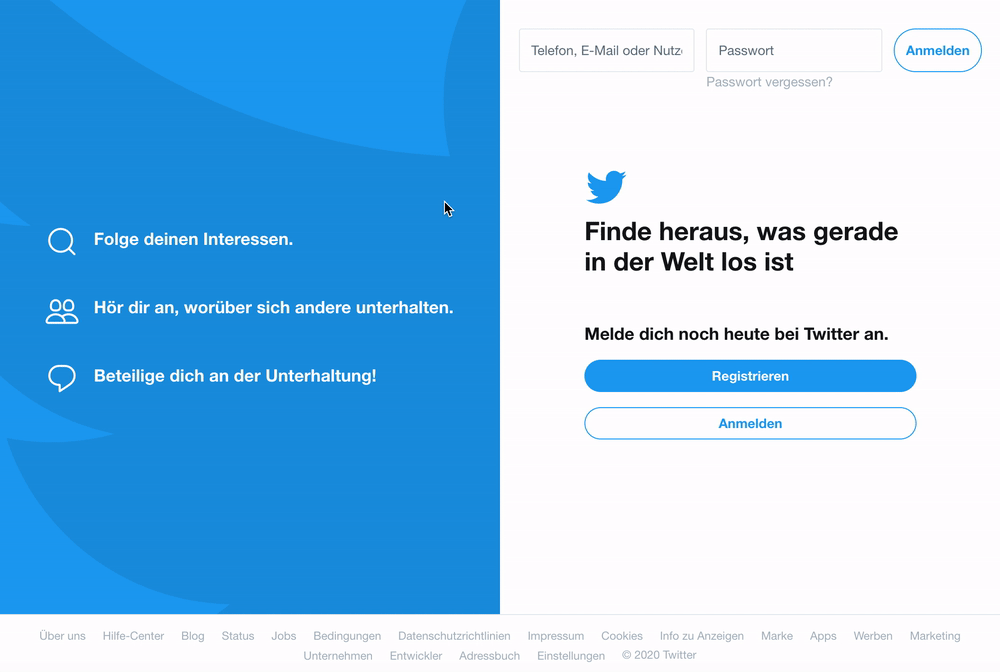 Telefon, E-Mail oder Nutz
Passwort
Anmelden
Passwort vergessen?
Folge deinen Interessen.
Hör dir an, worüber sich andere unterhalten.
Beteilige dich an der Unterhaltung!
Finde heraus, was gerade
in der Welt los ist
Melde dich noch heute bei Twitter an.
Registrieren
Anmelden
Über uns Hilfe-Center Blog Status Jobs Bedingungen Datenschutzrichtlinien Impressum Cookies Info zu Anzeigen Marke Apps Werben Marketing
Unternehmen Entwickler Adressbuch Einstellungen © 2020 Twitter